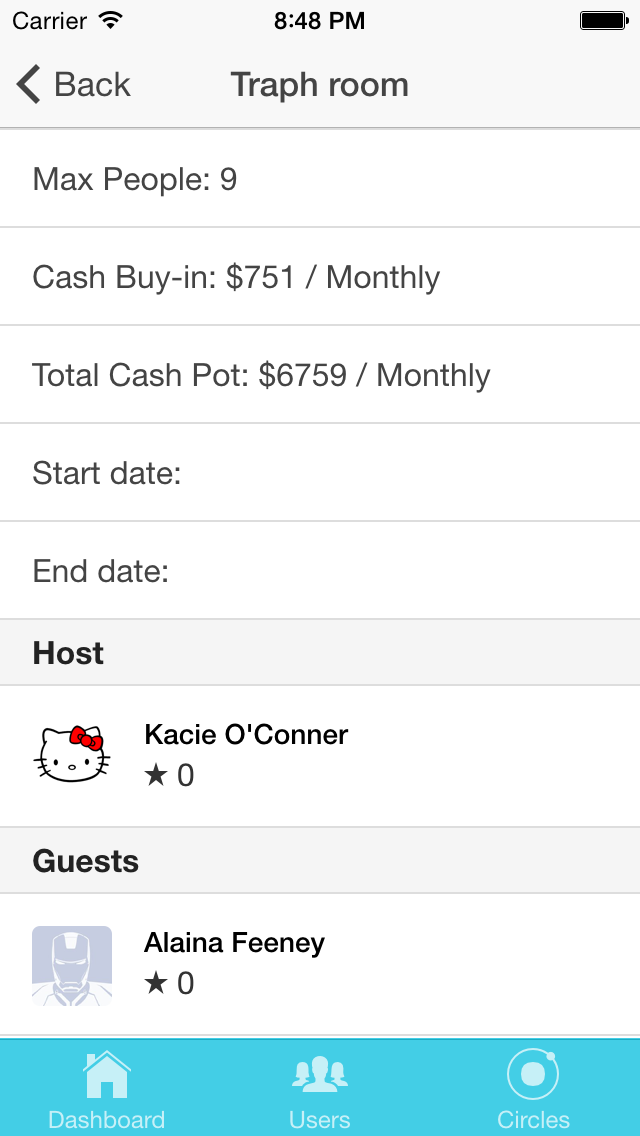 Carrier 8:48 PM
Back Traph room
Max People: 9
Cash Buy-in: $751 / Monthly
Total Cash Pot: $6759 / Monthly
Start date:
End date:
Host
Kacie O'Conner
★ 0
Guests
Alaina Feeney
★ 0
Dashboard Users Circles